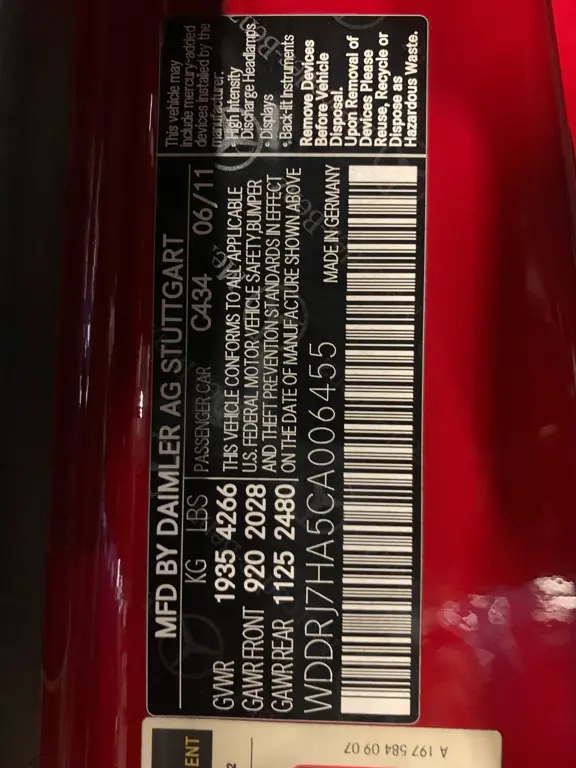 MFD BY DAIMLER AG STUTTGART
KG LBS PASSENGER CAR C434 06/11
GVWR 1935 4266 THIS VEHICLE CONFORMS TO ALL APPLICABLE
GAWR FRONT 920 2028 U.S. FEDERAL MOTOR VEHICLE SAFETY,BUMPER
GAWR REAR 1125 2480 AND THEFT PREVENTION STANDARDS IN EFFECT
ON THE DATE OF MANUFACTURE SHOWN ABOVE
WDDRJ7HA5CA006455 MADE IN GERMANY
This vehicle may
include mercury-added
devices installed by the
manufacturer:
• High Intensity
Discharge Headlamps
• Displays
• Back-lit Instruments
Remove Devices
Before Vehicle
Disposal.
Upon Removal of
Devices Please
Reuse, Recycle or
Dispose as
Hazardous Waste.
A 197 584 09 07